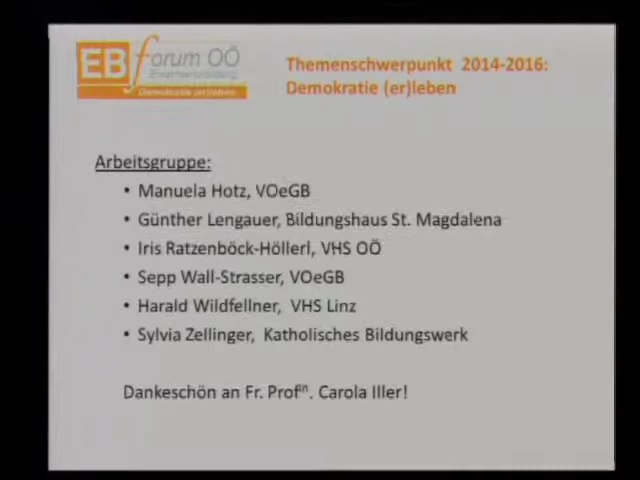 EB forum OÖ
Erwachsenenbildung
Demokratie (er)leben
Themenschwerpunkt 2014-2016:
Demokratie (er)leben
Arbeitsgruppe:
• Manuela Hotz, VOeGB
• Günther Lengauer, Bildungshaus St. Magdalena
• Iris Ratzenböck-Höllerl, VHS OÖ
• Sepp Wall-Strasser, VOeGB
• Harald Wildfellner, VHS Linz
• Sylvia Zellinger, Katholisches Bildungswerk
Dankeschön an Fr. Profin. Carola Iller!